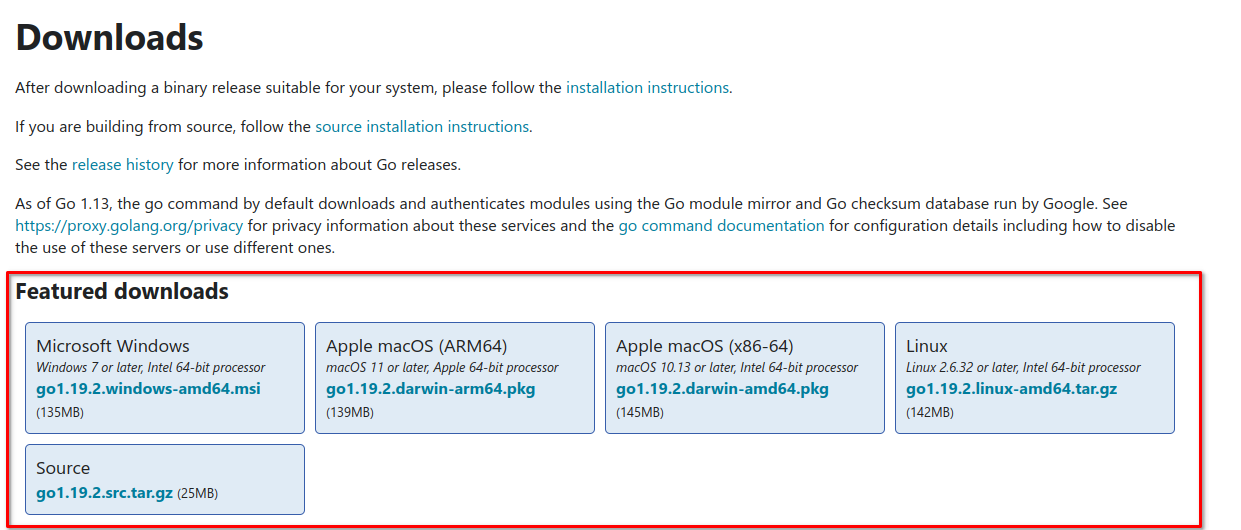 Downloads
After downloading a binary release suitable for your system, please follow the installation instructions.
If you are building from source, follow the source installation instructions.
See the release history for more information about Go releases.
As of Go 1.13, the go command by default downloads and authenticates modules using the Go module mirror and Go checksum database run by Google. See
https://proxy.golang.org/privacy for privacy information about these services and the go command documentation for configuration details including how to disable
the use of these servers or use different ones.
Featured downloads
Microsoft Windows
Windows 7 or later, Intel 64-bit processor
go1.19.2.windows-amd64.msi
(135MB)
Apple macOS (ARM64)
macOS 11 or later, Apple 64-bit processor
go1.19.2.darwin-arm64.pkg
(139MB)
Apple macOS (x86-64)
macOS 10.13 or later, Intel 64-bit processor
go1.19.2.darwin-amd64.pkg
(145MB)
Linux
Linux 2.6.32 or later, Intel 64-bit processor
go1.19.2.linux-amd64.tar.gz
(142MB)
Source
go1.19.2.src.tar.gz (25MB)